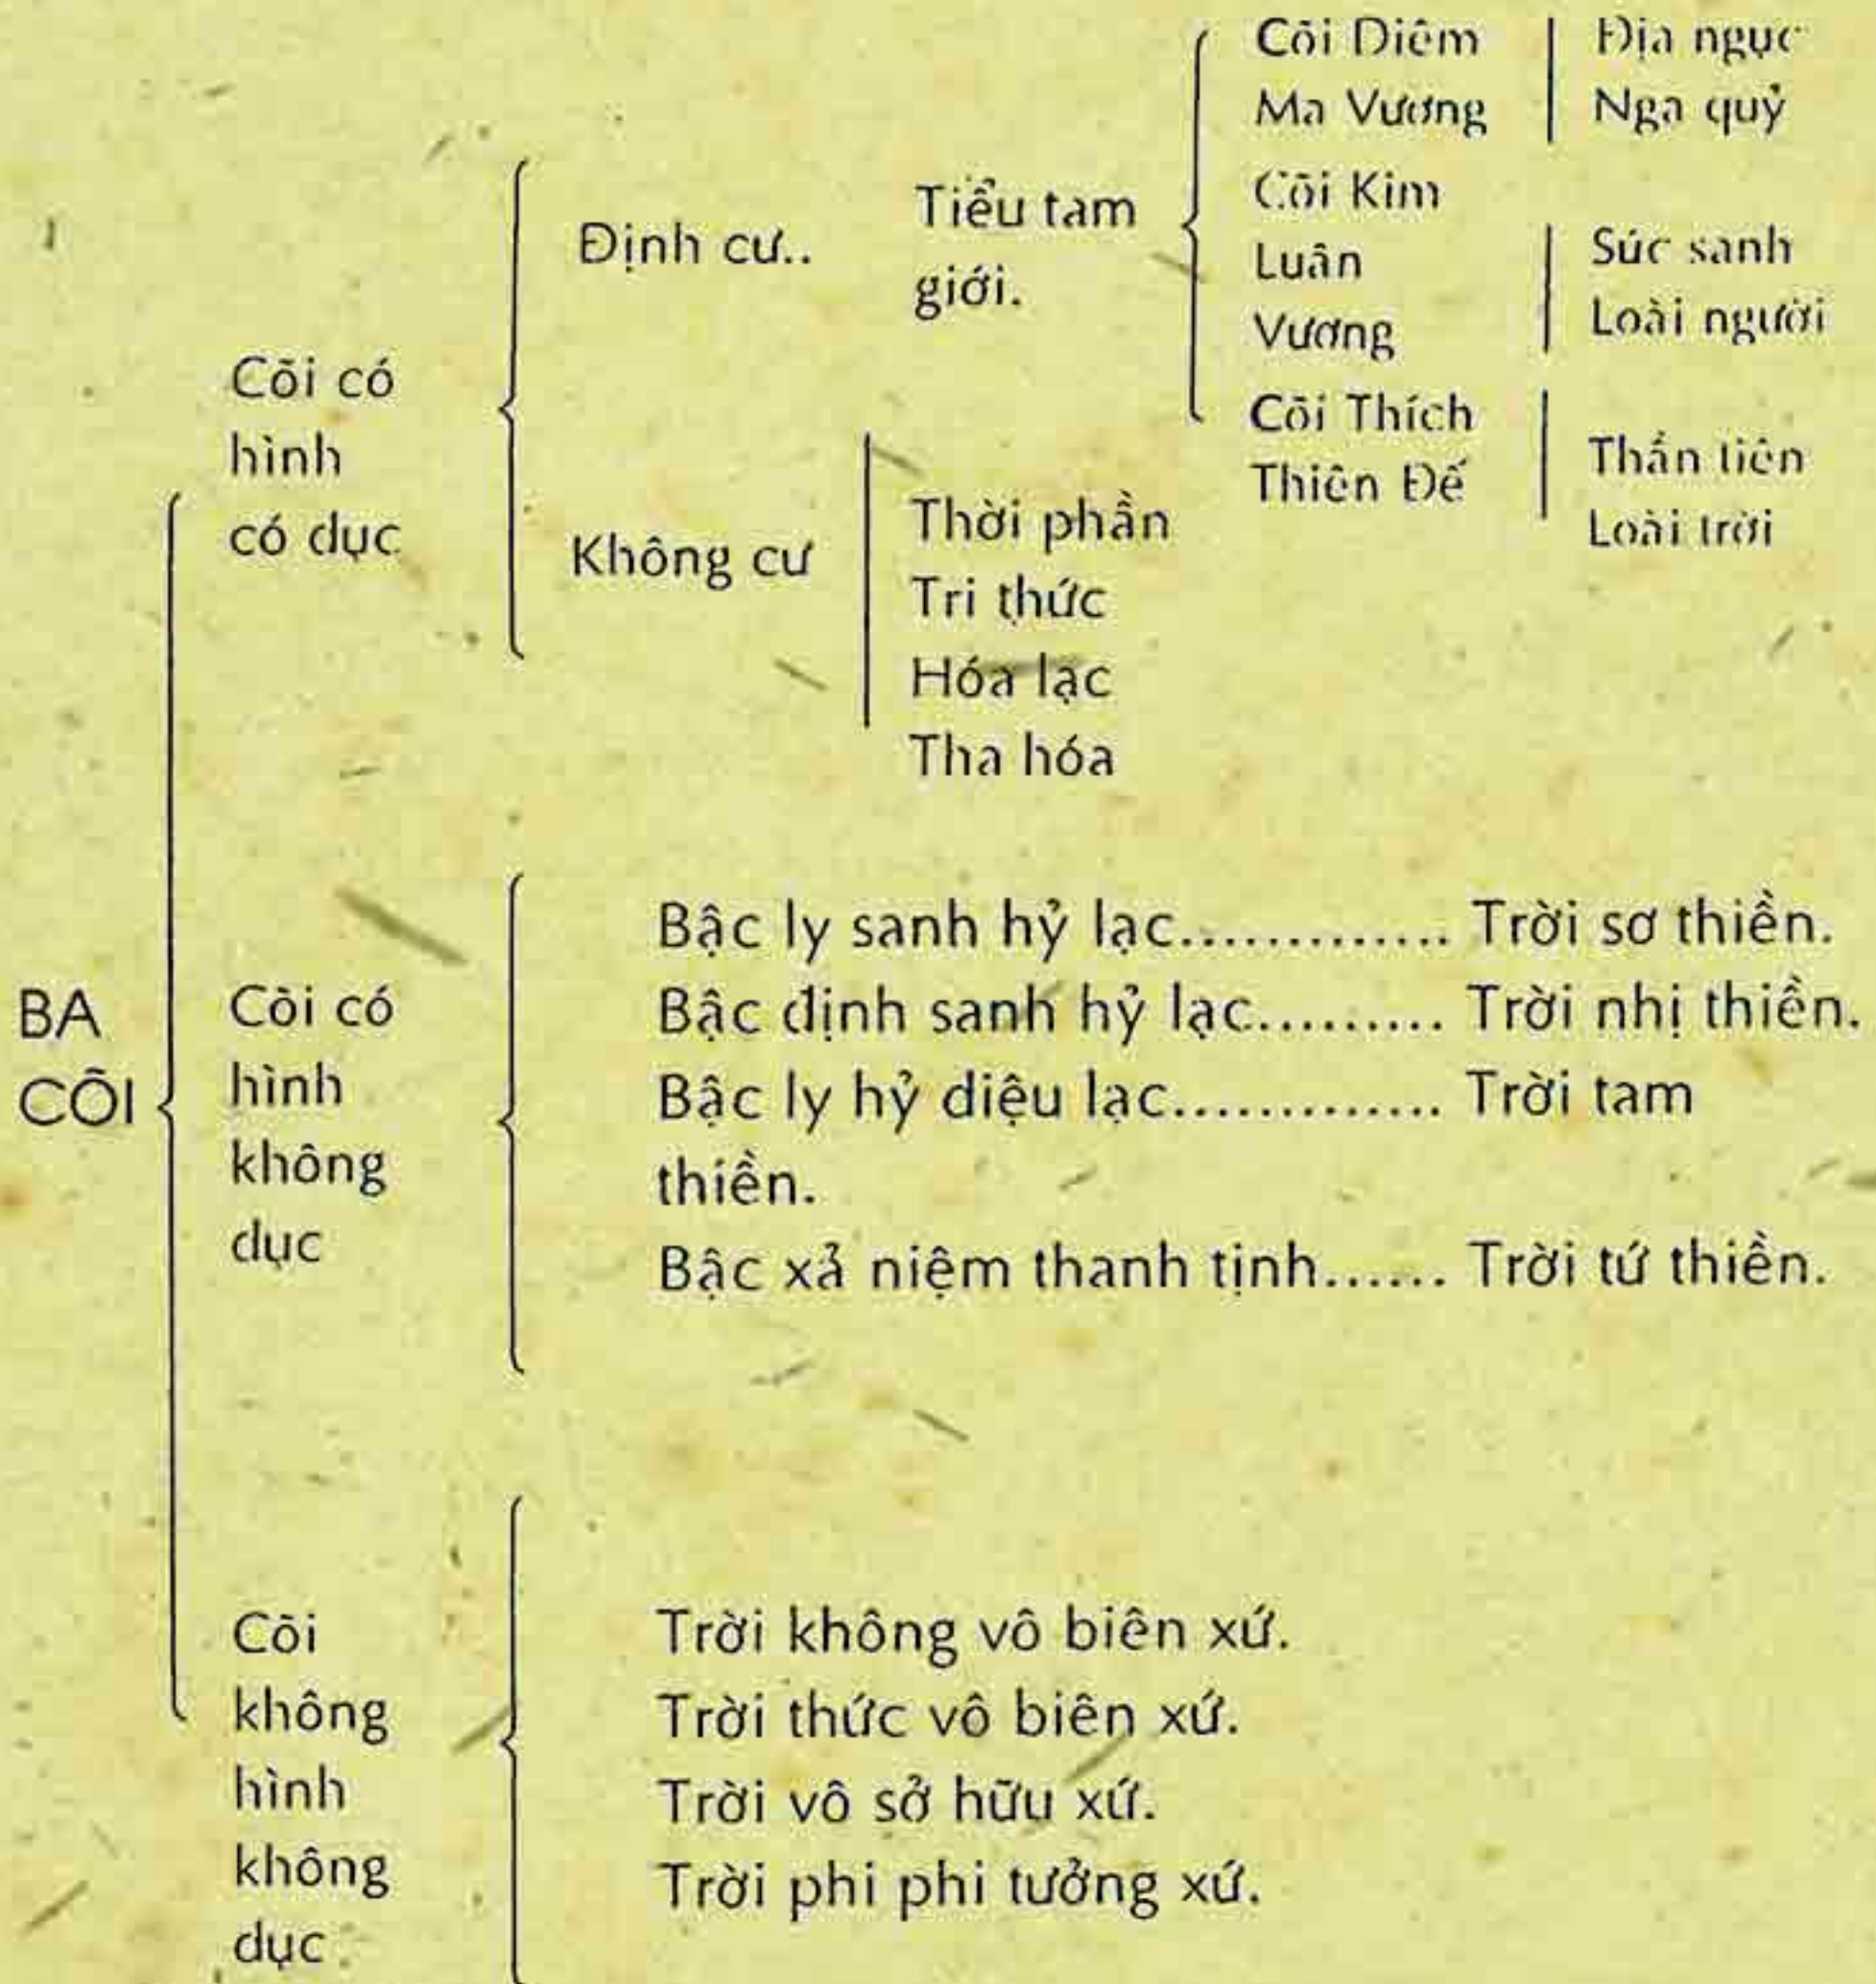 Cõi Diêm
Ma Vương
Địa ngục
Nga quỷ
Cõi Kim
Luân
Vương
Súc sanh
Loài người
Cõi Thích
Thiên Đế
Thần tiên
Loài trời
Định cư..
Tiểu tam
giới.
Cõi có
hình
có dục
Không cư
Thời phần
Tri thức
Hóa lạc
Tha hóa
BA
CÕI
Cõi có
hình
không
dục
Bậc ly sanh hỷ lạc............. Trời sơ thiền.
Bậc định sanh hỷ lạc.......... Trời nhị thiền.
Bậc ly hỷ diệu lạc............. Trời tam
thiền.
Bậc xả niệm thanh tịnh...... Trời tứ thiền.
Cõi
không
hình
không
dục
Trời không vô biên xứ.
Trời thức vô biên xứ.
Trời vô sở hữu xứ.
Trời phi phi tưởng xứ.